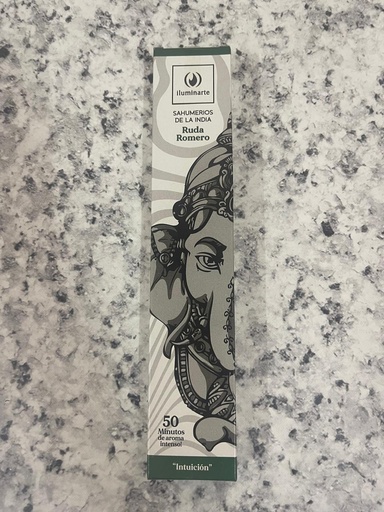 iluminarte
SAHUMERIOS
DE LA INDIA
Ruda
Romero
50
Minutos
de aroma
intenso!
"Intuición"